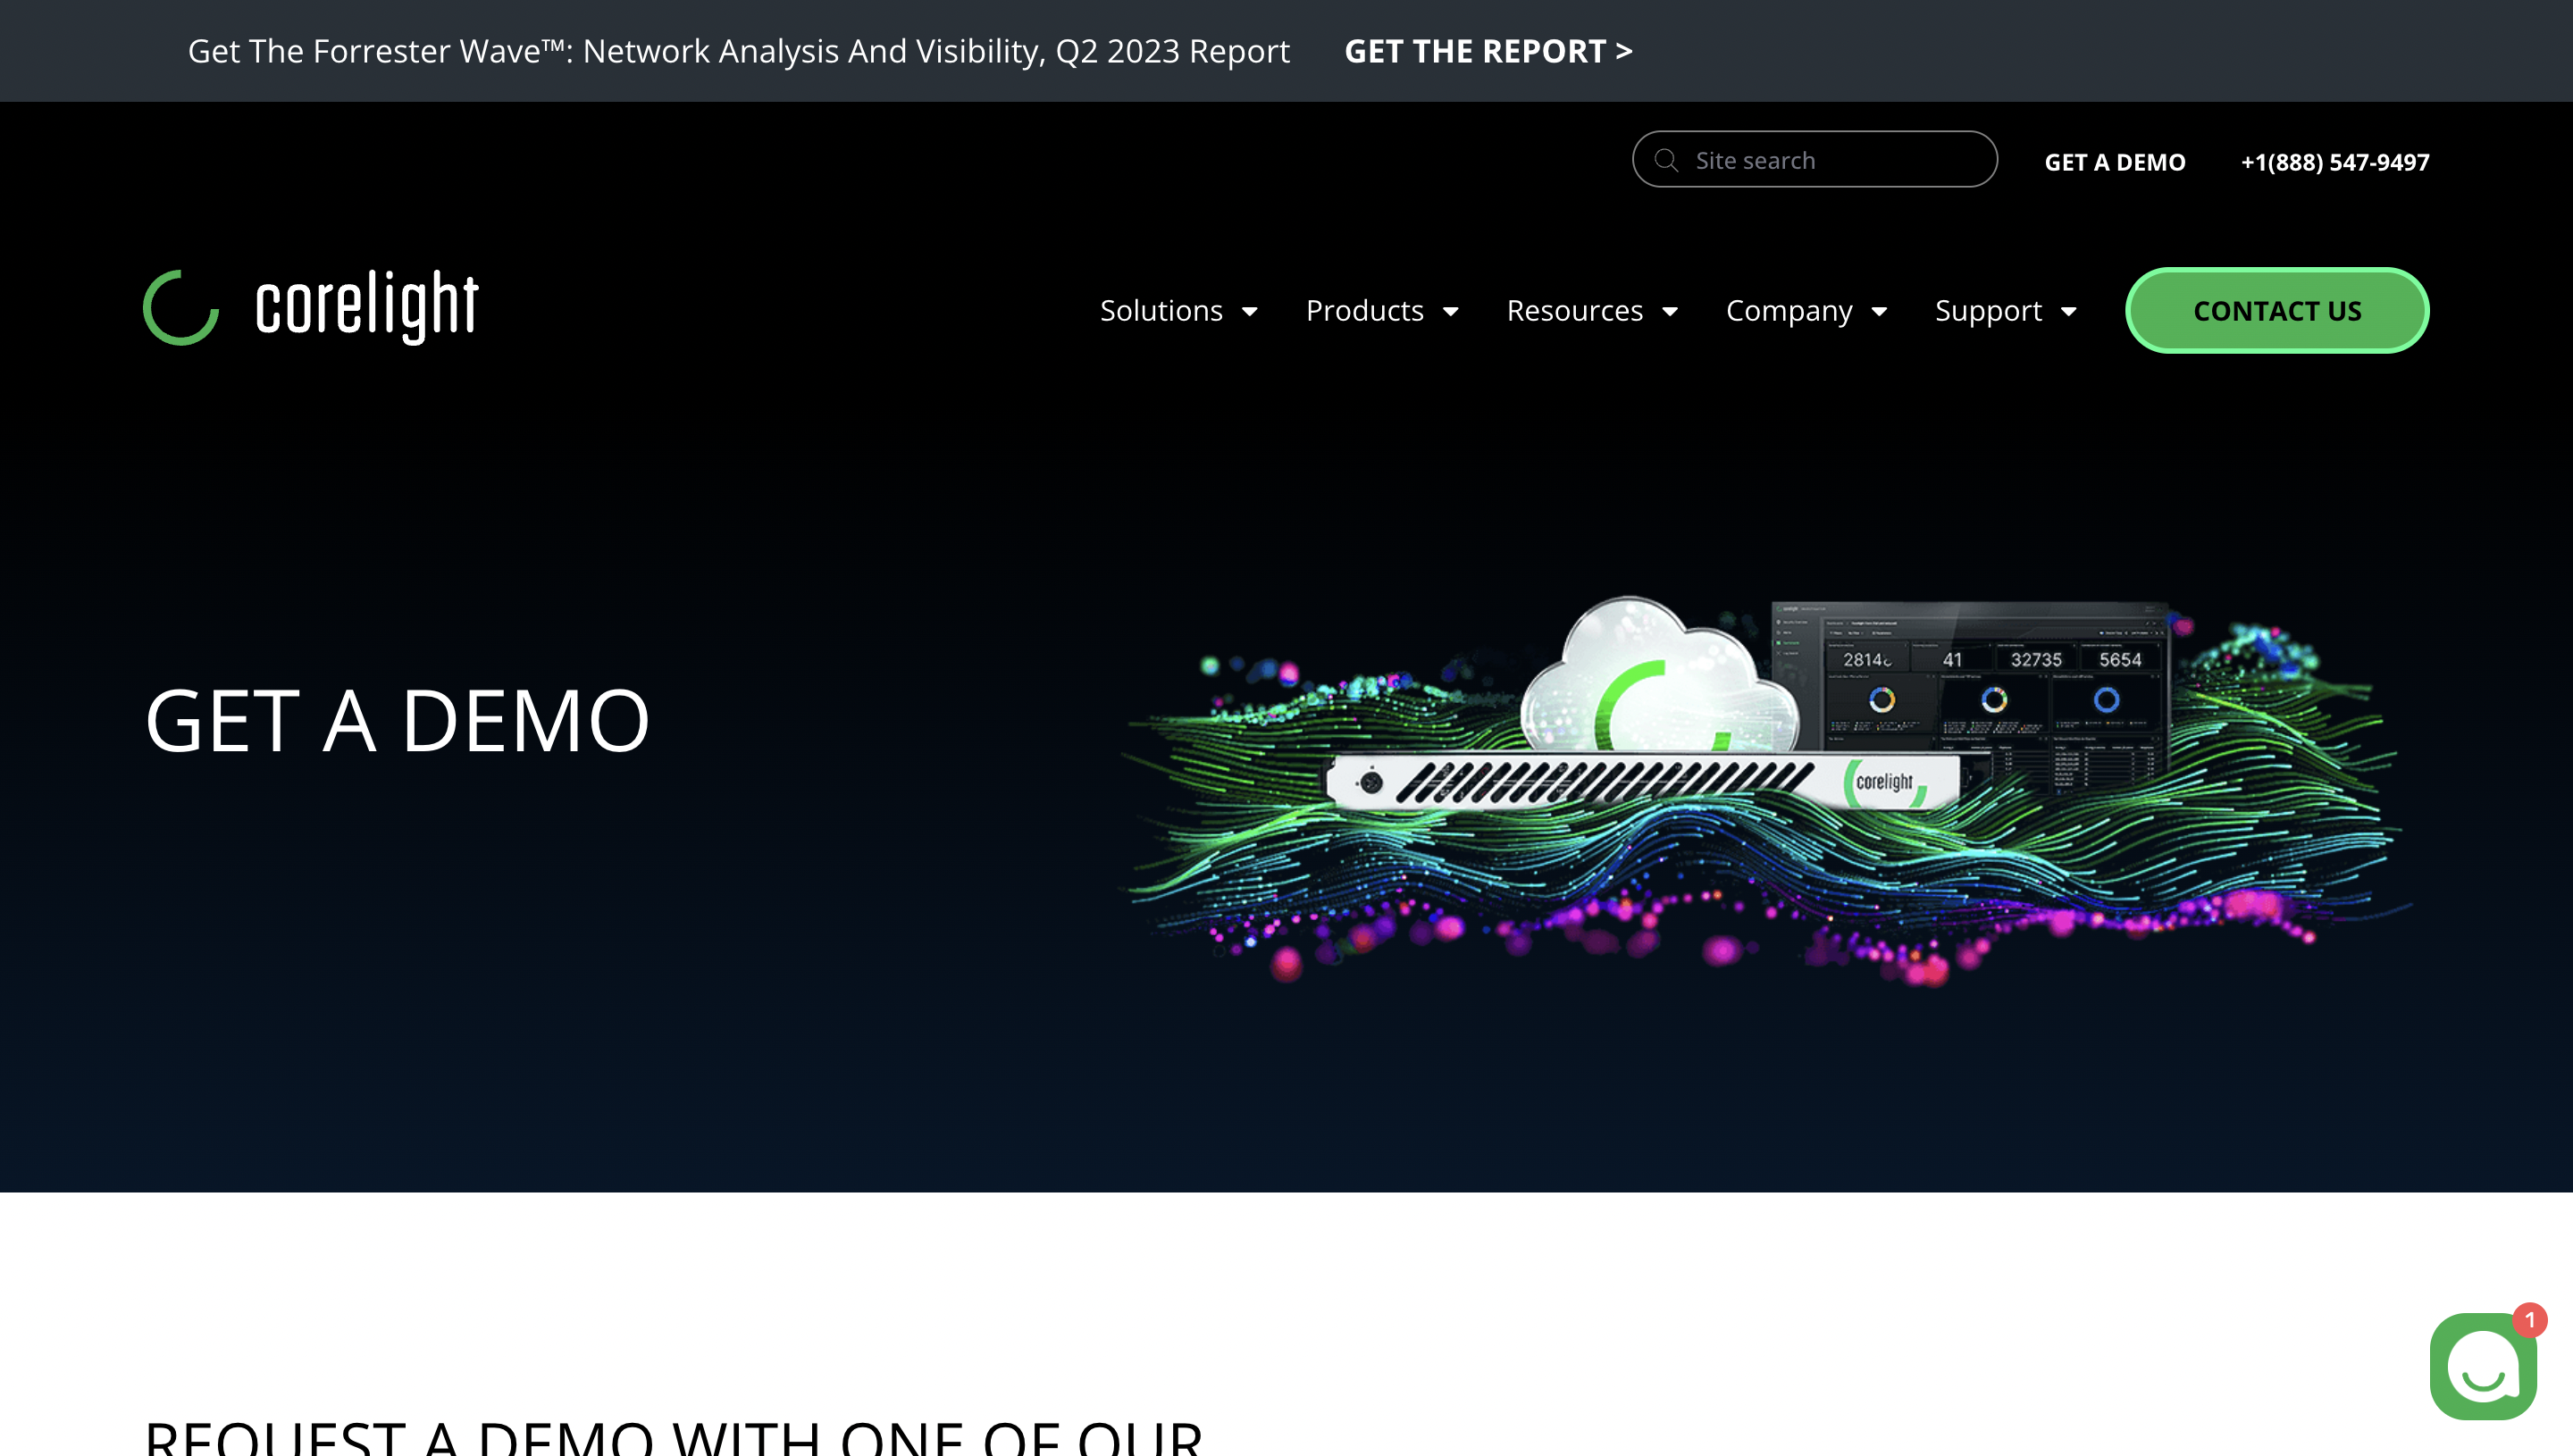 Get The Forrester Wave™: Network Analysis And Visibility, Q2 2023 Report GET THE REPORT >
Site search GET A DEMO +1(888) 547-9497
corelight Solutions Products Resources Company Support CONTACT US
GET A DEMO
41 32735 5654
corelight
1
REQUEST A DEMO WITH ONE OF OUR